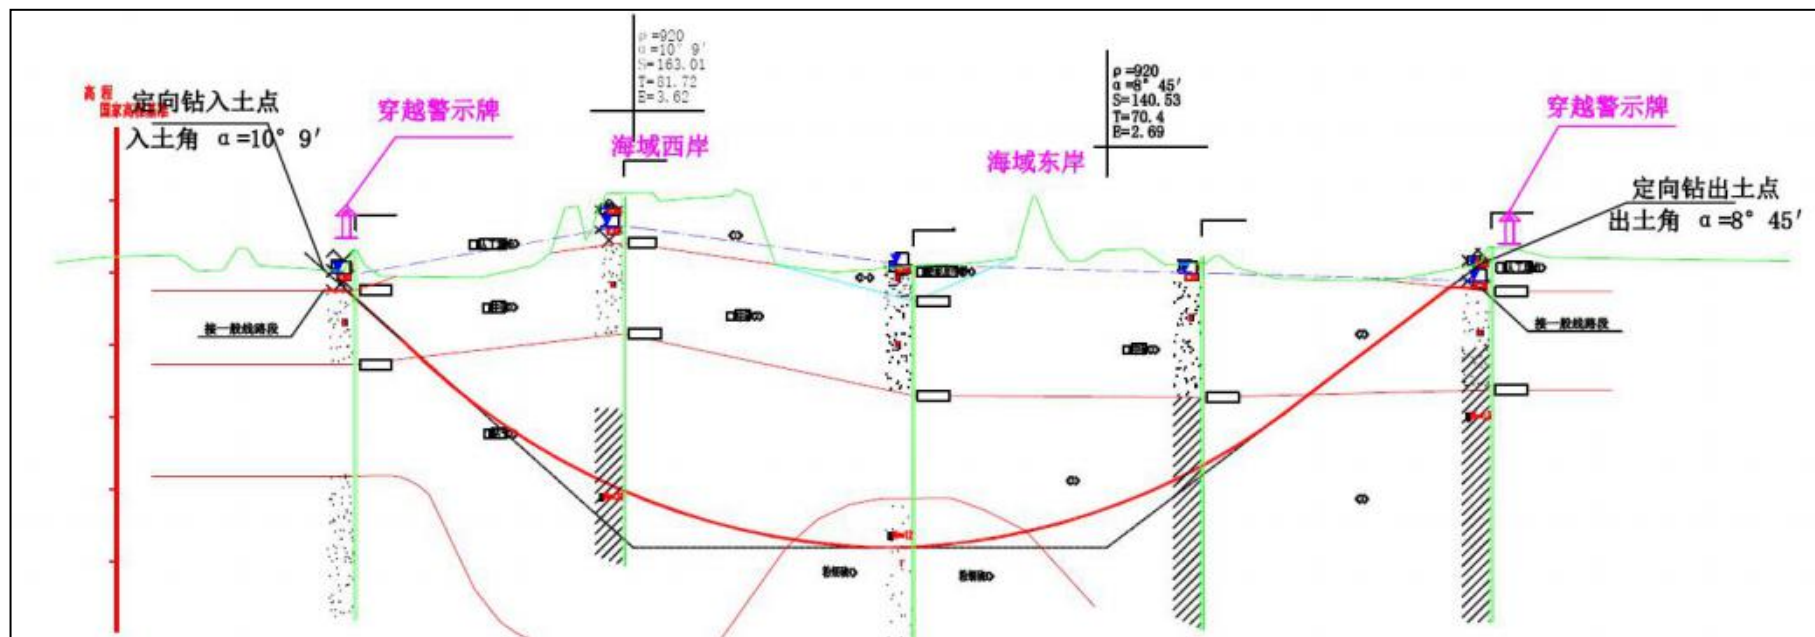 ρ=920
α=10° 9′
S=163.01
T=81.72
E=3.62
ρ=920
α=8° 45′
S=140.53
T=70.4
E=2.69
高程
定向钻入土点
入土角 α=10° 9′
穿越警示牌
海域西岸
海域东岸
穿越警示牌
定向钻出土点
出土角 α=8° 45′
接一般线路段
接一般线路段